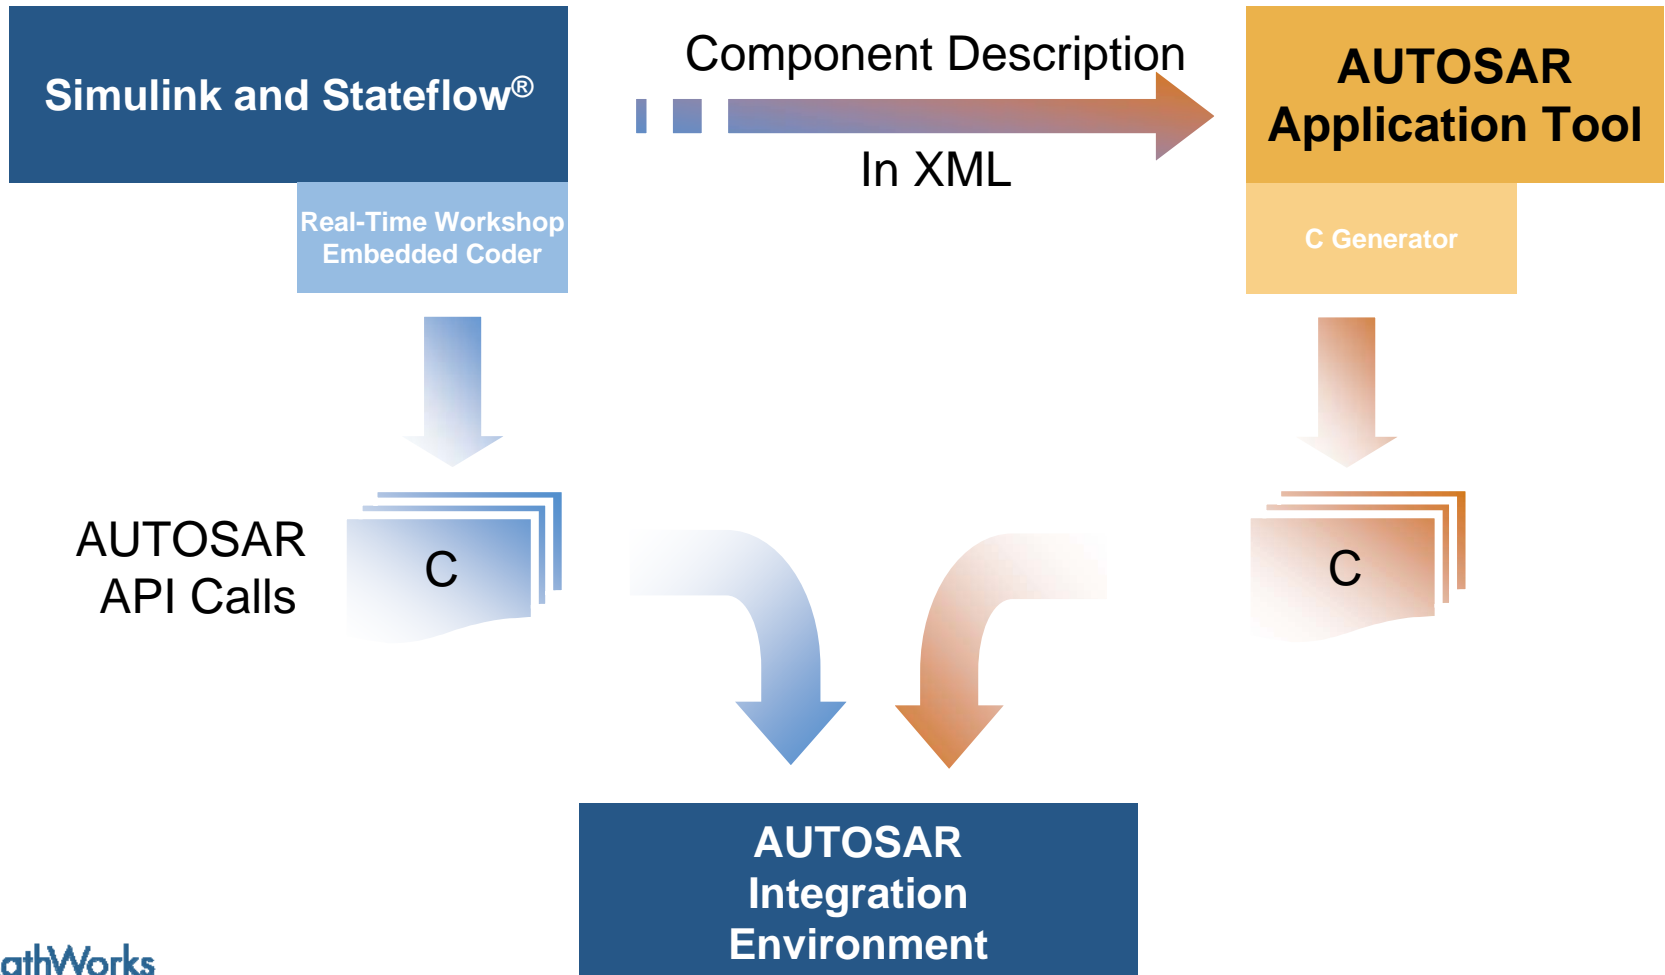 Simulink and Stateflow®
Component Description
In XML
AUTOSAR
Application Tool
Real-Time Workshop
Embedded Coder
C Generator
AUTOSAR
API Calls
C
C
AUTOSAR
Integration
Environment
athWorks